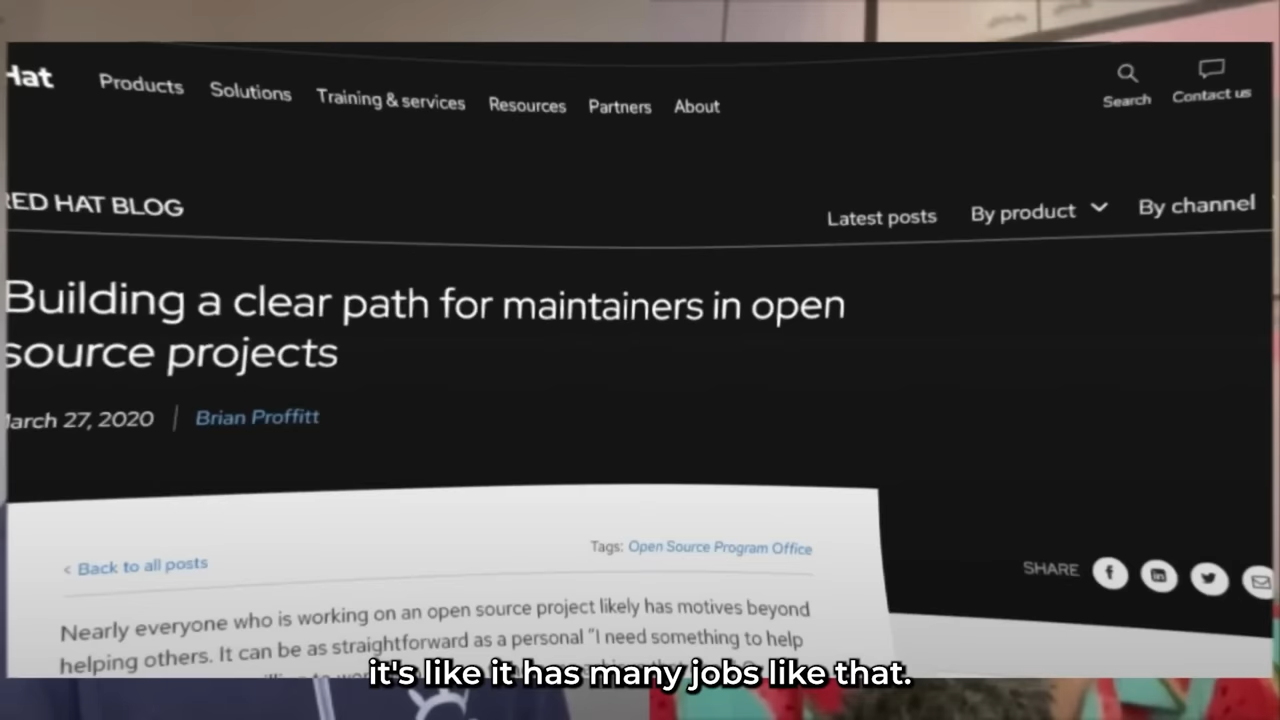 Hat Products Solutions Training & services Resources Partners About Search Contact us
RED HAT BLOG Latest posts By product By channel
Building a clear path for maintainers in open
source projects
March 27, 2020 | Brian Proffitt
< Back to all posts Tags: Open Source Program Office
SHARE
Nearly everyone who is working on an open source project likely has motives beyond
helping others. It can be as straightforward as a personal "I need something to help
it's like it has many jobs like that.